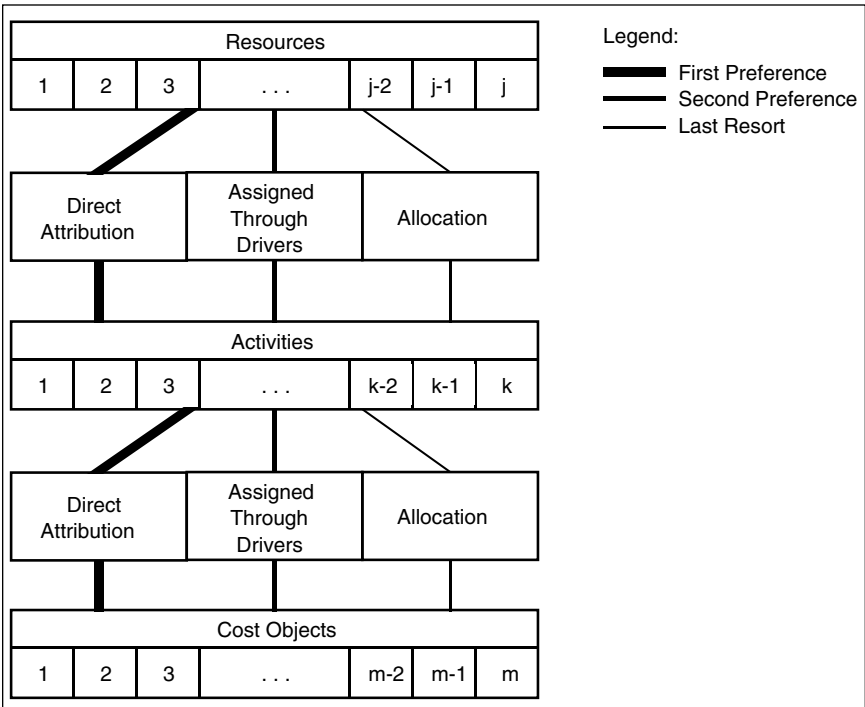 Resources
1 2 3 . . . j-2 j-1 j
Legend:
First Preference
Second Preference
Last Resort
Direct
Attribution
Assigned
Through
Drivers
Allocation
Activities
1 2 3 . . . k-2 k-1 k
Direct
Attribution
Assigned
Through
Drivers
Allocation
Cost Objects
1 2 3 . . . m-2 m-1 m